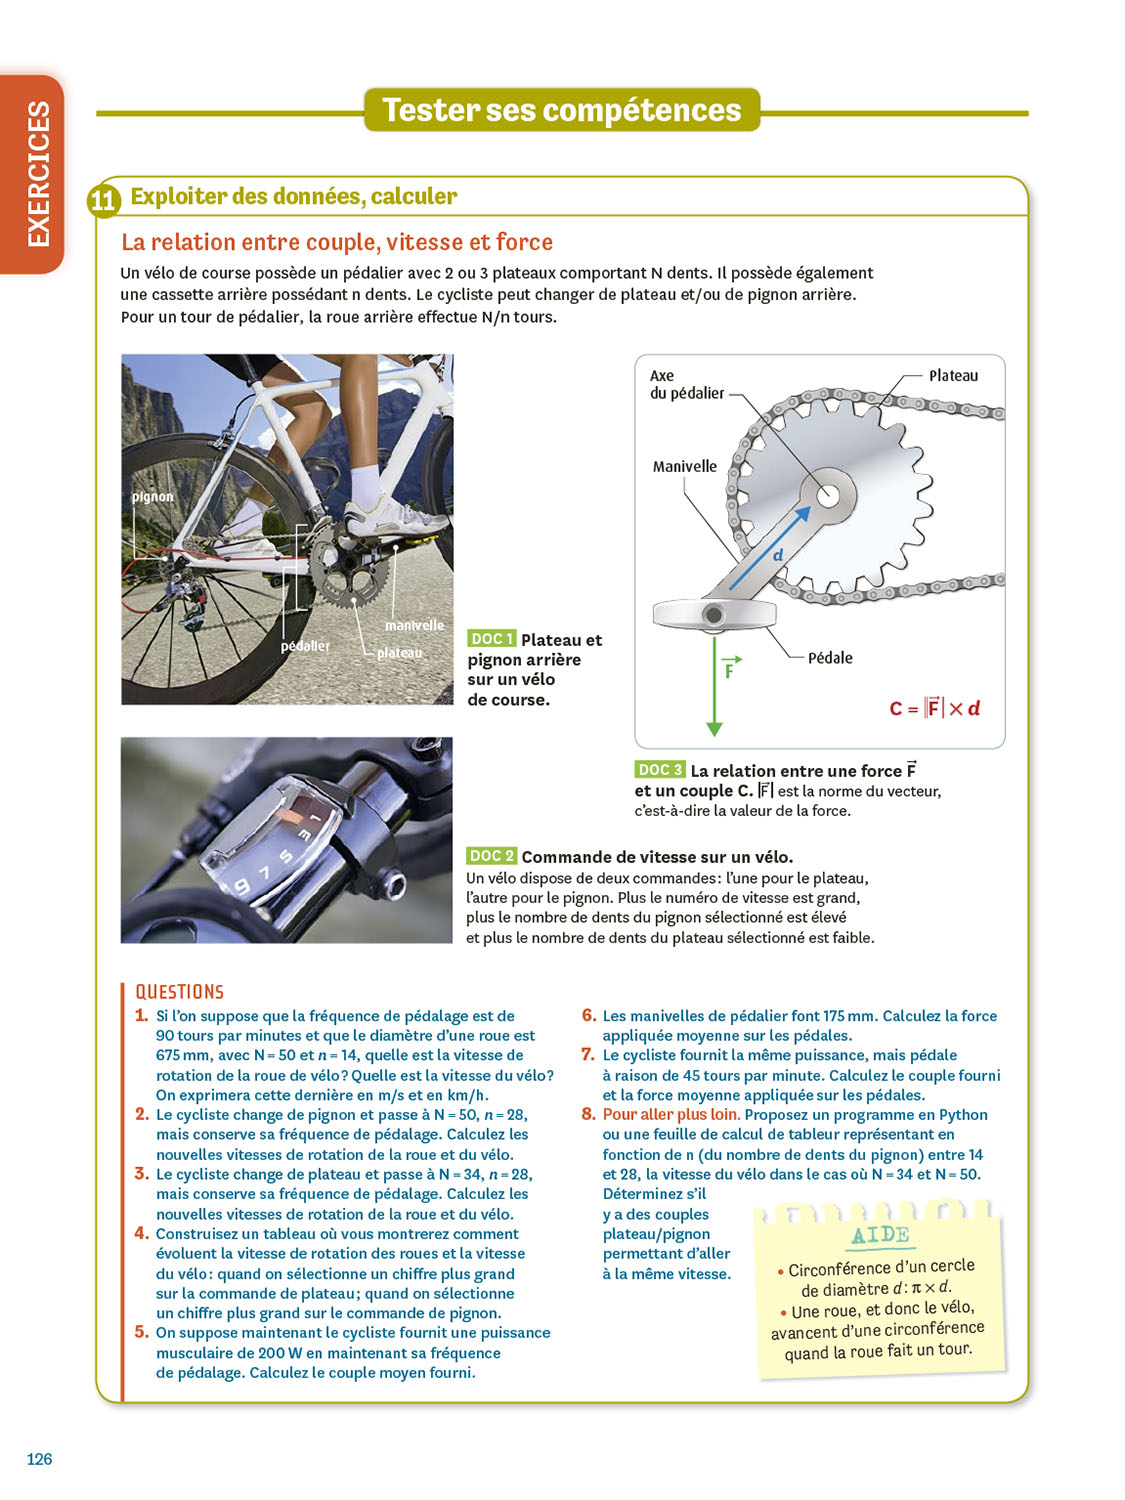 EXERCICES
Tester ses compétences
11 Exploiter des données, calculer
La relation entre couple, vitesse et force
Un vélo de course possède un pédalier avec 2 ou 3 plateaux comportant N dents. Il possède également
une cassette arrière possédant n dents. Le cycliste peut changer de plateau et/ou de pignon arrière.
Pour un tour de pédalier, la roue arrière effectue N/n tours.
pignon
manivelle
pédalier
plateau
DOC 1 Plateau et
pignon arrière
sur un vélo
de course.
Axe
du pédalier
Plateau
Manivelle
d
F
Pédale
C = ‖F⃗| × d
DOC 3 La relation entre une force F⃗
et un couple C. |F⃗| est la norme du vecteur,
c'est-à-dire la valeur de la force.
9 7 5 3 1
DOC 2 Commande de vitesse sur un vélo.
Un vélo dispose de deux commandes : l'une pour le plateau,
l'autre pour le pignon. Plus le numéro de vitesse est grand,
plus le nombre de dents du pignon sélectionné est élevé
et plus le nombre de dents du plateau sélectionné est faible.
QUESTIONS
1. Si l'on suppose que la fréquence de pédalage est de
90 tours par minutes et que le diamètre d'une roue est
675 mm, avec N = 50 et n = 14, quelle est la vitesse de
rotation de la roue de vélo ? Quelle est la vitesse du vélo ?
On exprimera cette dernière en m/s et en km/h.
2. Le cycliste change de pignon et passe à N = 50, n = 28,
mais conserve sa fréquence de pédalage. Calculez les
nouvelles vitesses de rotation de la roue et du vélo.
3. Le cycliste change de plateau et passe à N = 34, n = 28,
mais conserve sa fréquence de pédalage. Calculez les
nouvelles vitesses de rotation de la roue et du vélo.
4. Construisez un tableau où vous montrerez comment
évoluent la vitesse de rotation des roues et la vitesse
du vélo : quand on sélectionne un chiffre plus grand
sur la commande de plateau ; quand on sélectionne
un chiffre plus grand sur le commande de pignon.
5. On suppose maintenant le cycliste fournit une puissance
musculaire de 200 W en maintenant sa fréquence
de pédalage. Calculez le couple moyen fourni.
6. Les manivelles de pédalier font 175 mm. Calculez la force
appliquée moyenne sur les pédales.
7. Le cycliste fournit la même puissance, mais pédale
à raison de 45 tours par minute. Calculez le couple fourni
et la force moyenne appliquée sur les pédales.
8. Pour aller plus loin. Proposez un programme en Python
ou une feuille de calcul de tableur représentant en
fonction de n (du nombre de dents du pignon) entre 14
et 28, la vitesse du vélo dans le cas où N = 34 et N = 50.
Déterminez s'il
y a des couples
plateau/pignon
permettant d'aller
à la même vitesse.
AIDE
• Circonférence d'un cercle
de diamètre d : π × d.
• Une roue, et donc le vélo,
avancent d'une circonférence
quand la roue fait un tour.
126